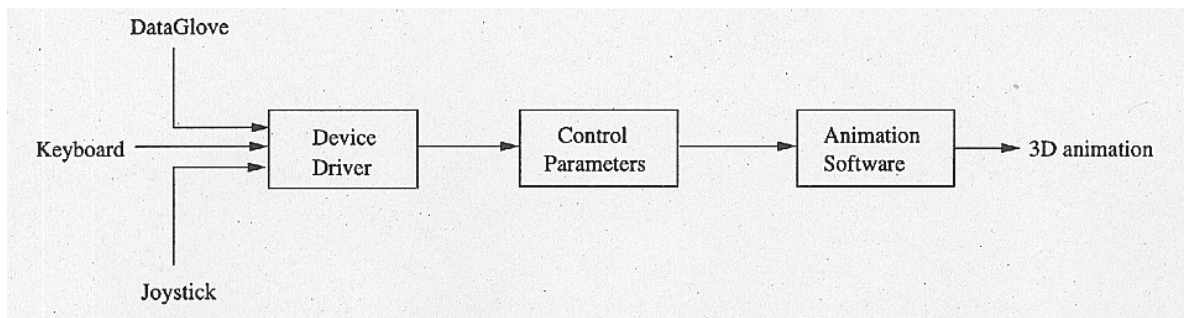 DataGlove
Keyboard
Device
Driver
Control
Parameters
Animation
Software
3D animation
Joystick